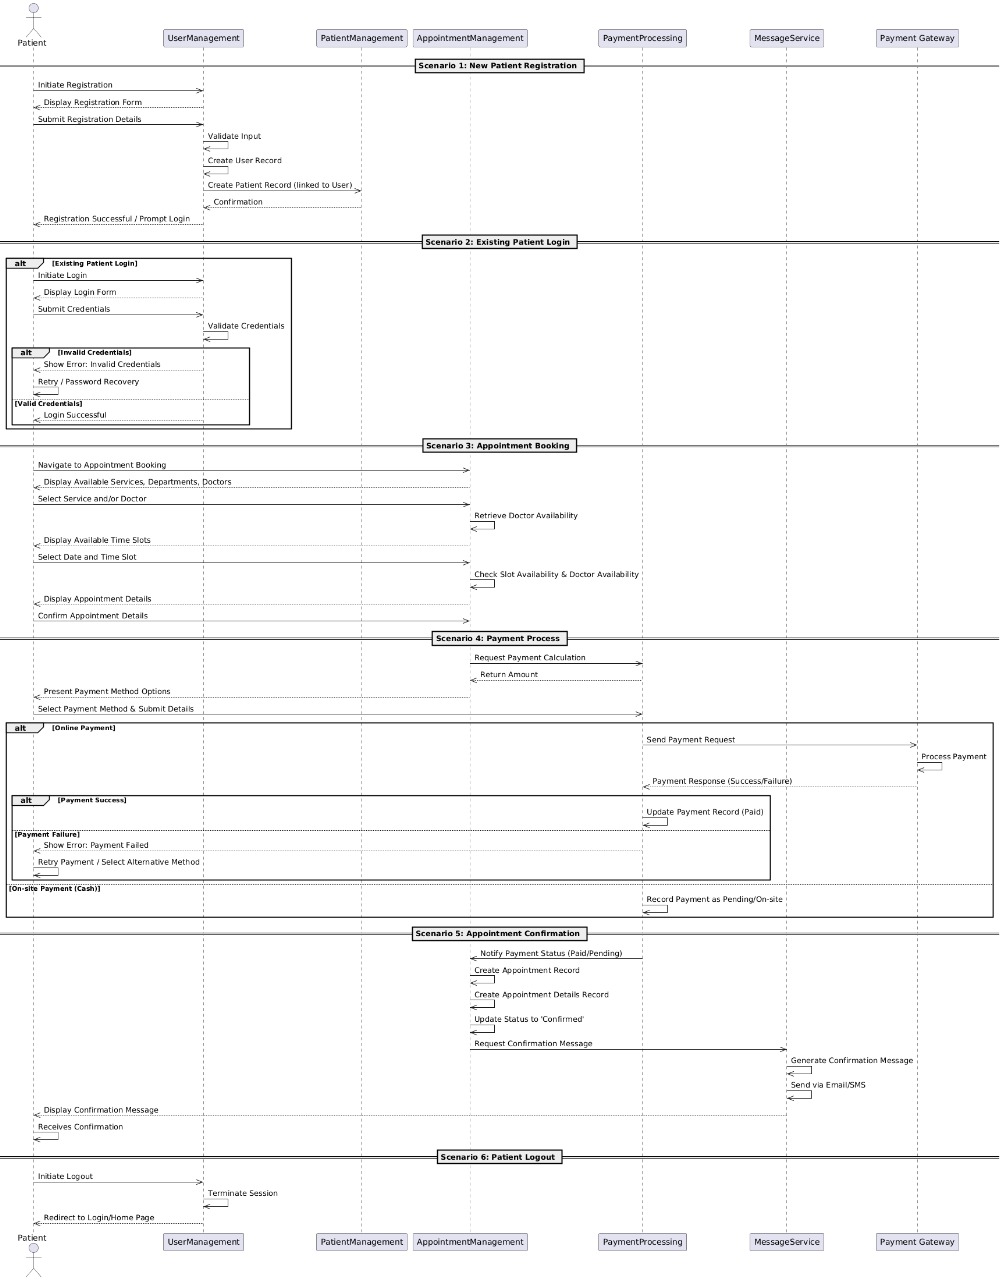 Patient
UserManagement
PatientManagement
AppointmentManagement
PaymentProcessing
MessageService
Payment Gateway
Scenario 1: New Patient Registration
Initiate Registration
Display Registration Form
Submit Registration Details
Validate Input
Create User Record
Create Patient Record (linked to User)
Confirmation
Registration Successful / Prompt Login
Scenario 2: Existing Patient Login
alt [Existing Patient Login]
Initiate Login
Display Login Form
Submit Credentials
Validate Credentials
alt [Invalid Credentials]
Show Error: Invalid Credentials
Retry / Password Recovery
[Valid Credentials]
Login Successful
Scenario 3: Appointment Booking
Navigate to Appointment Booking
Display Available Services, Departments, Doctors
Select Service and/or Doctor
Retrieve Doctor Availability
Display Available Time Slots
Select Date and Time Slot
Check Slot Availability & Doctor Availability
Display Appointment Details
Confirm Appointment Details
Scenario 4: Payment Process
Request Payment Calculation
Return Amount
Present Payment Method Options
Select Payment Method & Submit Details
alt [Online Payment]
Send Payment Request
Process Payment
Payment Response (Success/Failure)
alt [Payment Success]
Update Payment Record (Paid)
[Payment Failure]
Show Error: Payment Failed
Retry Payment / Select Alternative Method
[On-site Payment (Cash)]
Record Payment as Pending/On-site
Scenario 5: Appointment Confirmation
Notify Payment Status (Paid/Pending)
Create Appointment Record
Create Appointment Details Record
Update Status to 'Confirmed'
Request Confirmation Message
Generate Confirmation Message
Send via Email/SMS
Display Confirmation Message
Receives Confirmation
Scenario 6: Patient Logout
Initiate Logout
Terminate Session
Redirect to Login/Home Page
Patient
UserManagement
PatientManagement
AppointmentManagement
PaymentProcessing
MessageService
Payment Gateway